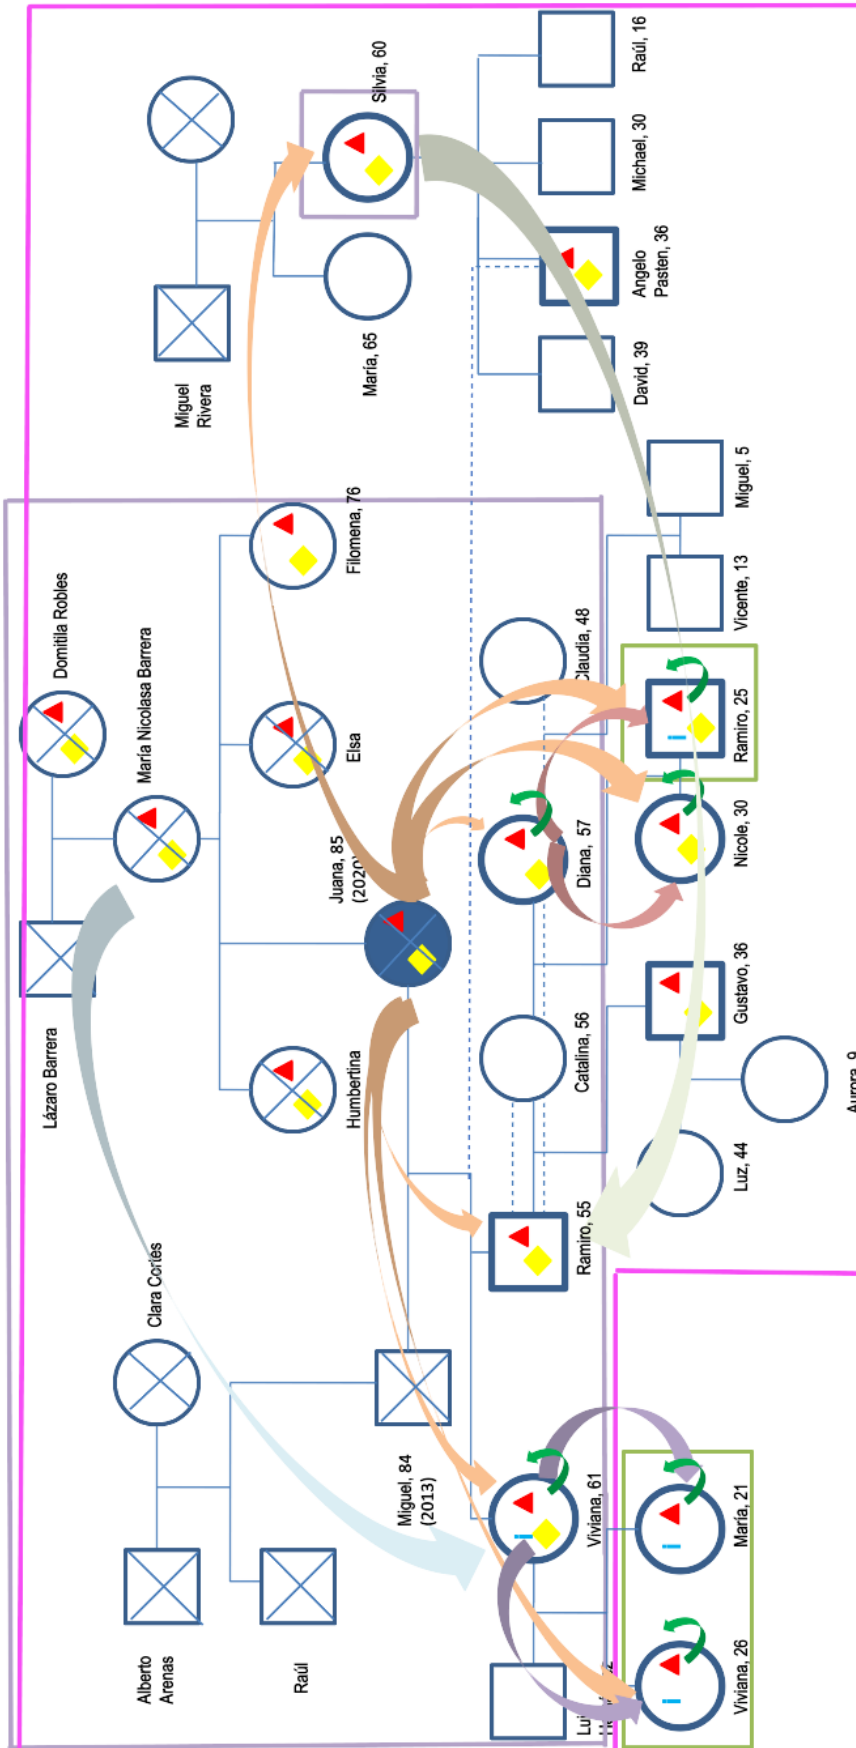 Domitila Robles
Lázaro Barrera
María Nicolasa Barrera
Clara Cortés
Alberto
Arenas
Miguel
Rivera
Raúl
Humbertina
Elsa
Filomena, 76
María, 65
Silvia, 60
Miguel, 84
(2013)
Juana, 85
(2020)
Viviana, 61
Ramiro, 55
Catalina, 56
Diana, 57
Claudia, 48
David, 39
Angelo
Pasten, 36
Michael, 30
Raúl, 16
i
Viviana, 26
i
María, 21
i
Luz, 44
Gustavo, 36
Nicole, 30
Ramiro, 25
i
Vicente, 13
Miguel, 5
Aurora, 9